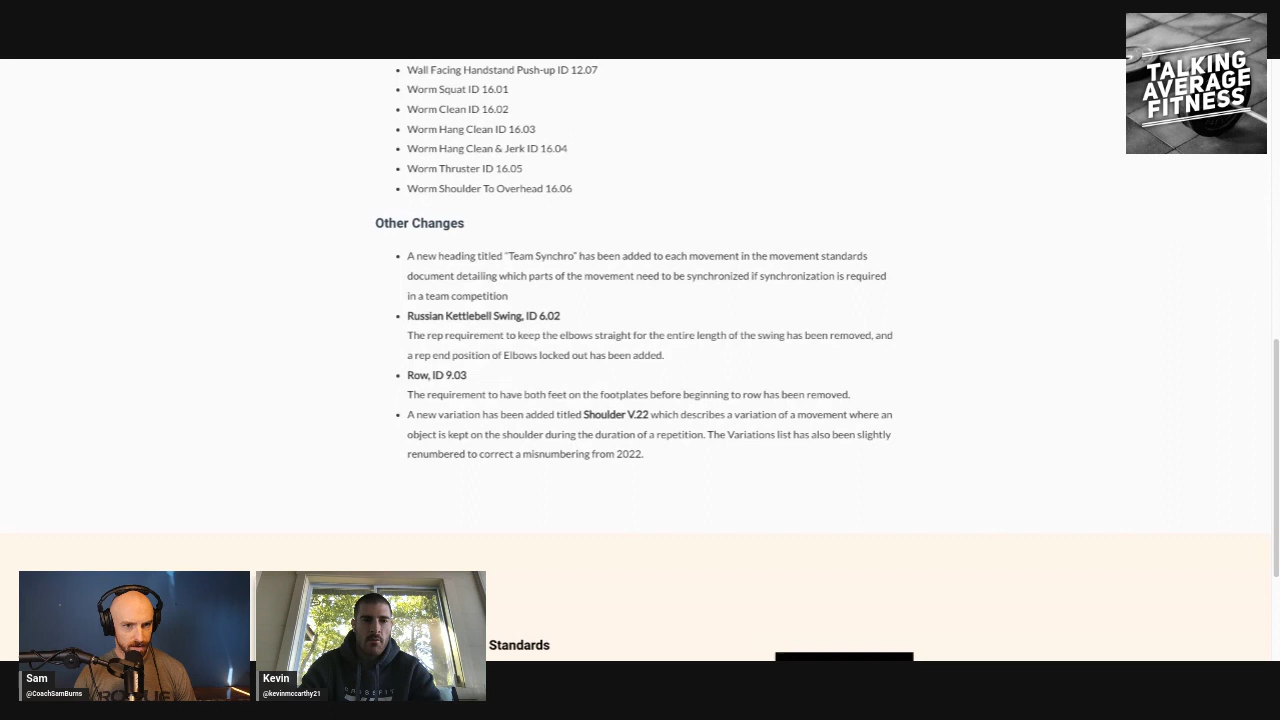 Wall Facing Handstand Push-up ID 12.07
Worm Squat ID 16.01
Worm Clean ID 16.02
Worm Hang Clean ID 16.03
Worm Hang Clean & Jerk ID 16.04
Worm Thruster ID 16.05
Worm Shoulder To Overhead 16.06
Other Changes
A new heading titled "Team Synchro" has been added to each movement in the movement standards
document detailing which parts of the movement need to be synchronized if synchronization is required
in a team competition
Russian Kettlebell Swing, ID 6.02
The rep requirement to keep the elbows straight for the entire length of the swing has been removed, and
a rep end position of Elbows locked out has been added.
Row, ID 9.03
The requirement to have both feet on the footplates before beginning to row has been removed.
A new variation has been added titled Shoulder V.22 which describes a variation of a movement where an
object is kept on the shoulder during the duration of a repetition. The Variations list has also been slightly
renumbered to correct a misnumbering from 2022.
Standards
TALKING
AVERAGE
FITNESS
Sam
@CoachSamBurns
ROGUE
Kevin
@kevinmccarthy21
CROSSFIT